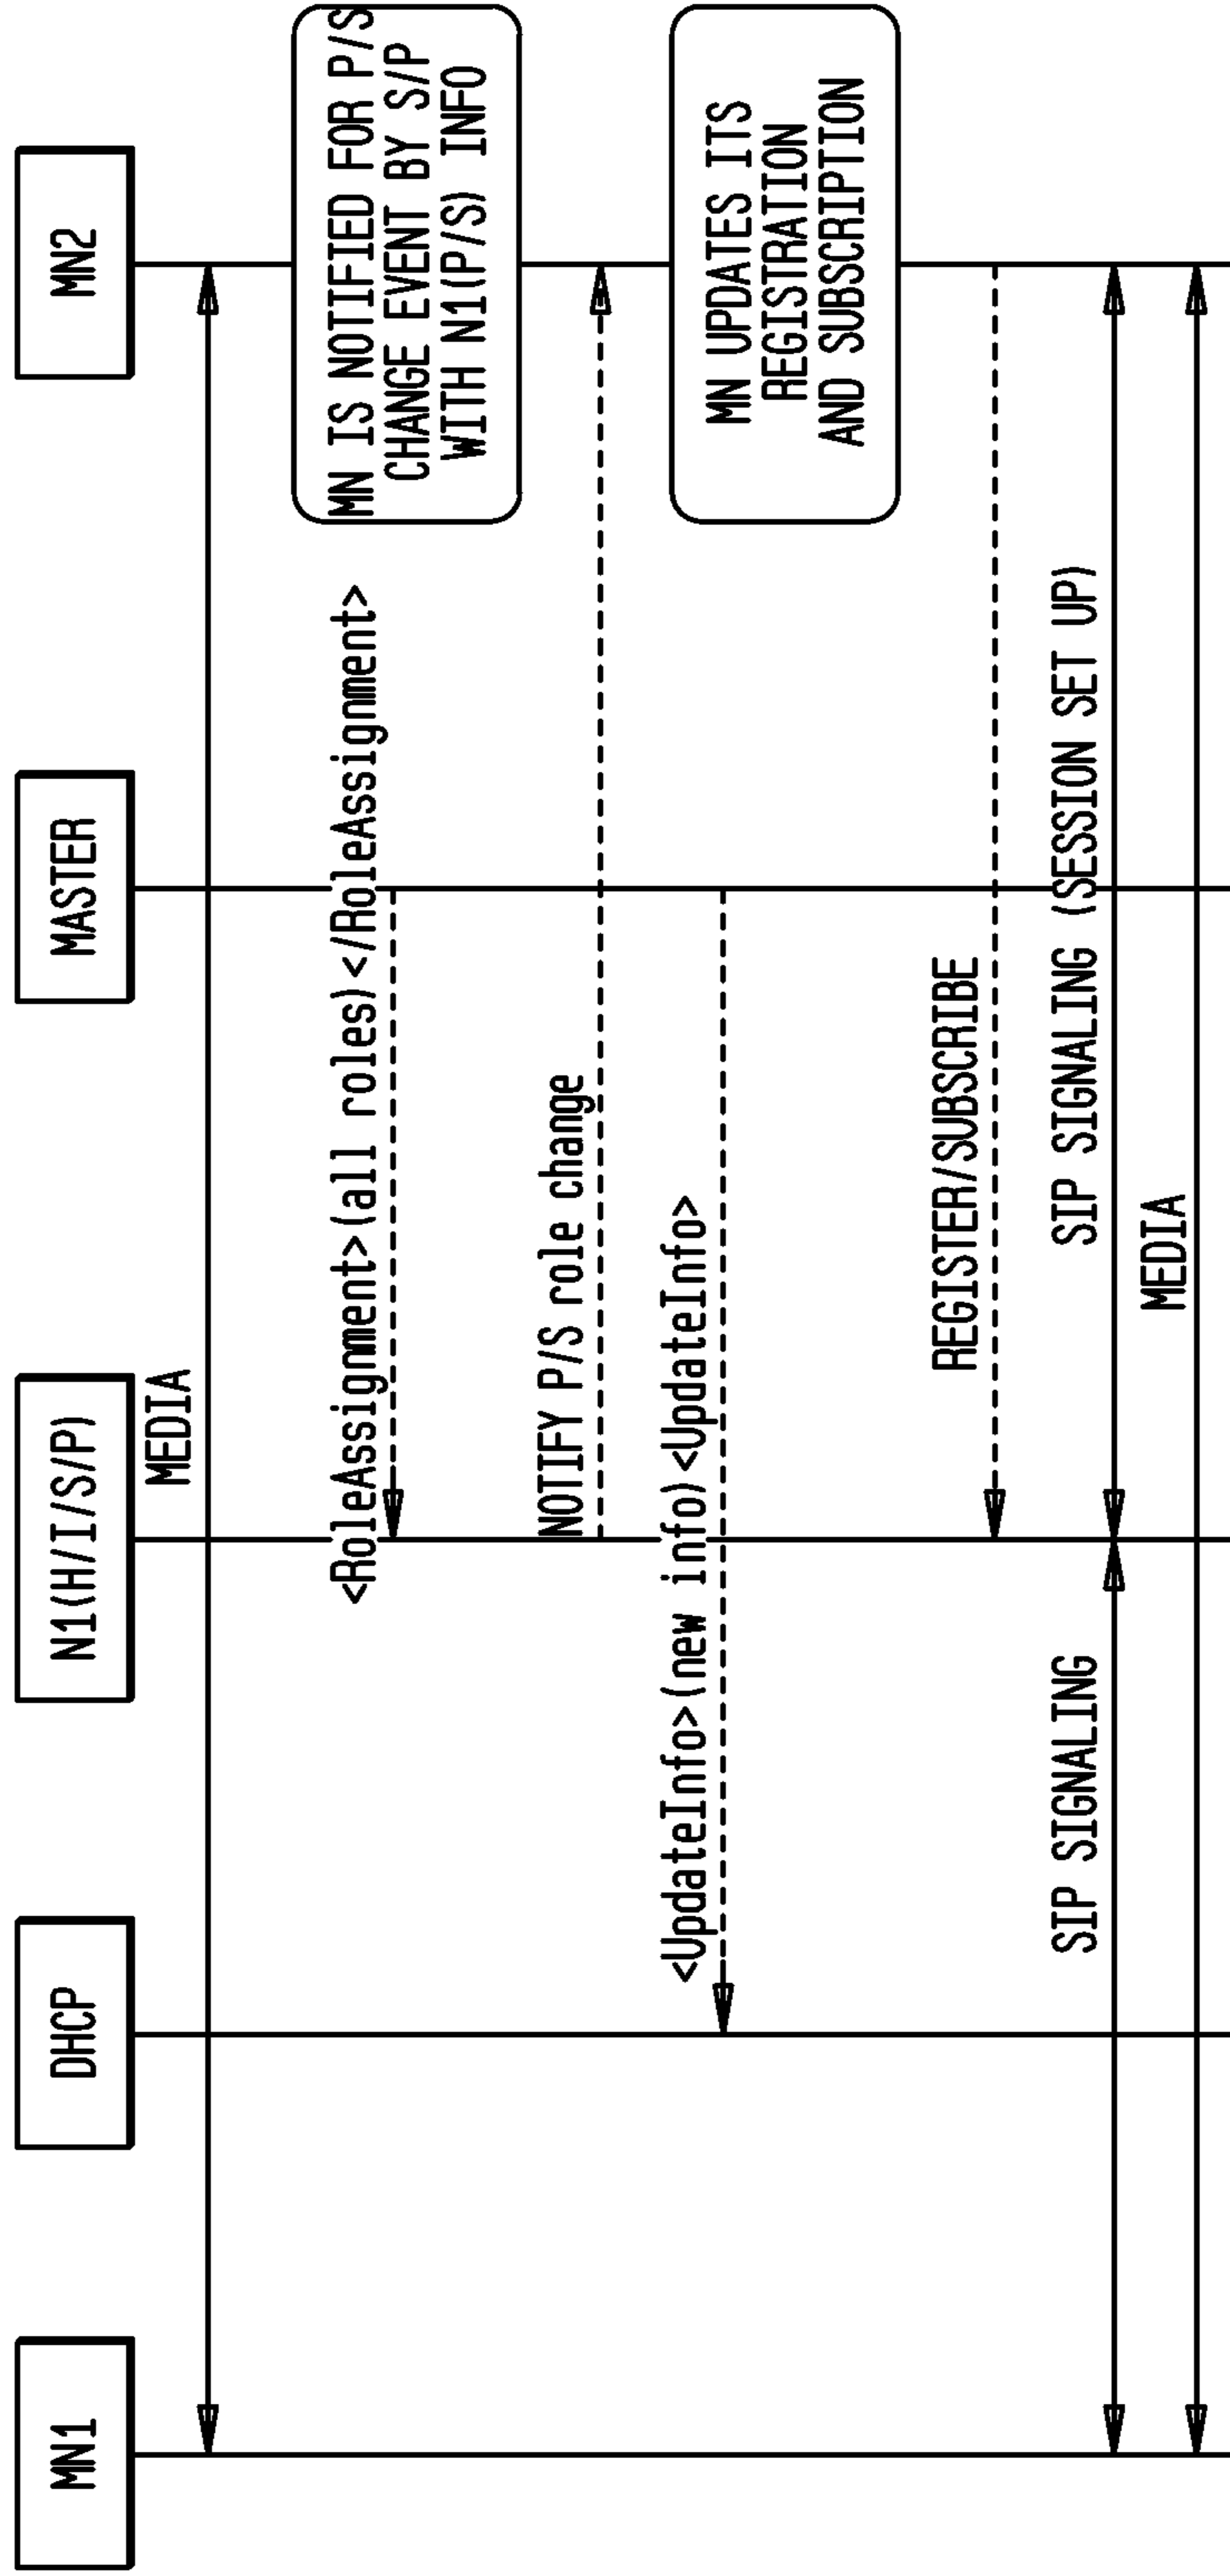 MN1
DHCP
N1(H/I/S/P)
MASTER
MN2
MEDIA
MN IS NOTIFIED FOR P/S
CHANGE EVENT BY S/P
WITH N1(P/S) INFO
<RoleAssignment>(all roles)</RoleAssignment>
NOTIFY P/S role change
<UpdateInfo>(new info)<UpdateInfo>
MN UPDATES ITS
REGISTRATION
AND SUBSCRIPTION
REGISTER/SUBSCRIBE
SIP SIGNALING
SIP SIGNALING (SESSION SET UP)
MEDIA